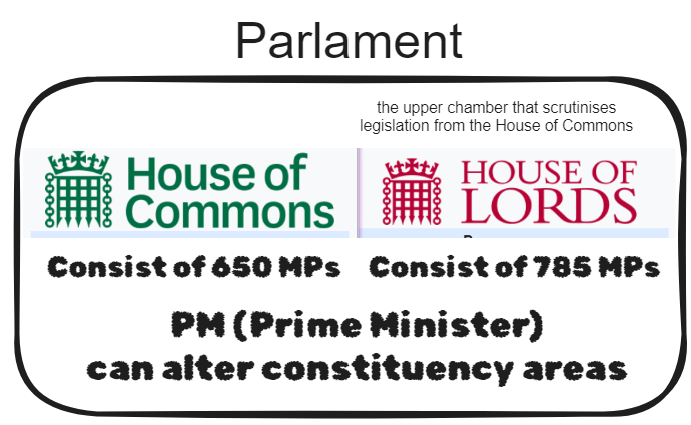 Parlament
the upper chamber that scrutinises
legislation from the House of Commons
House of
Commons
HOUSE OF
LORDS
Consist of 650 MPs
Consist of 785 MPs
PM (Prime Minister)
can alter constituency areas